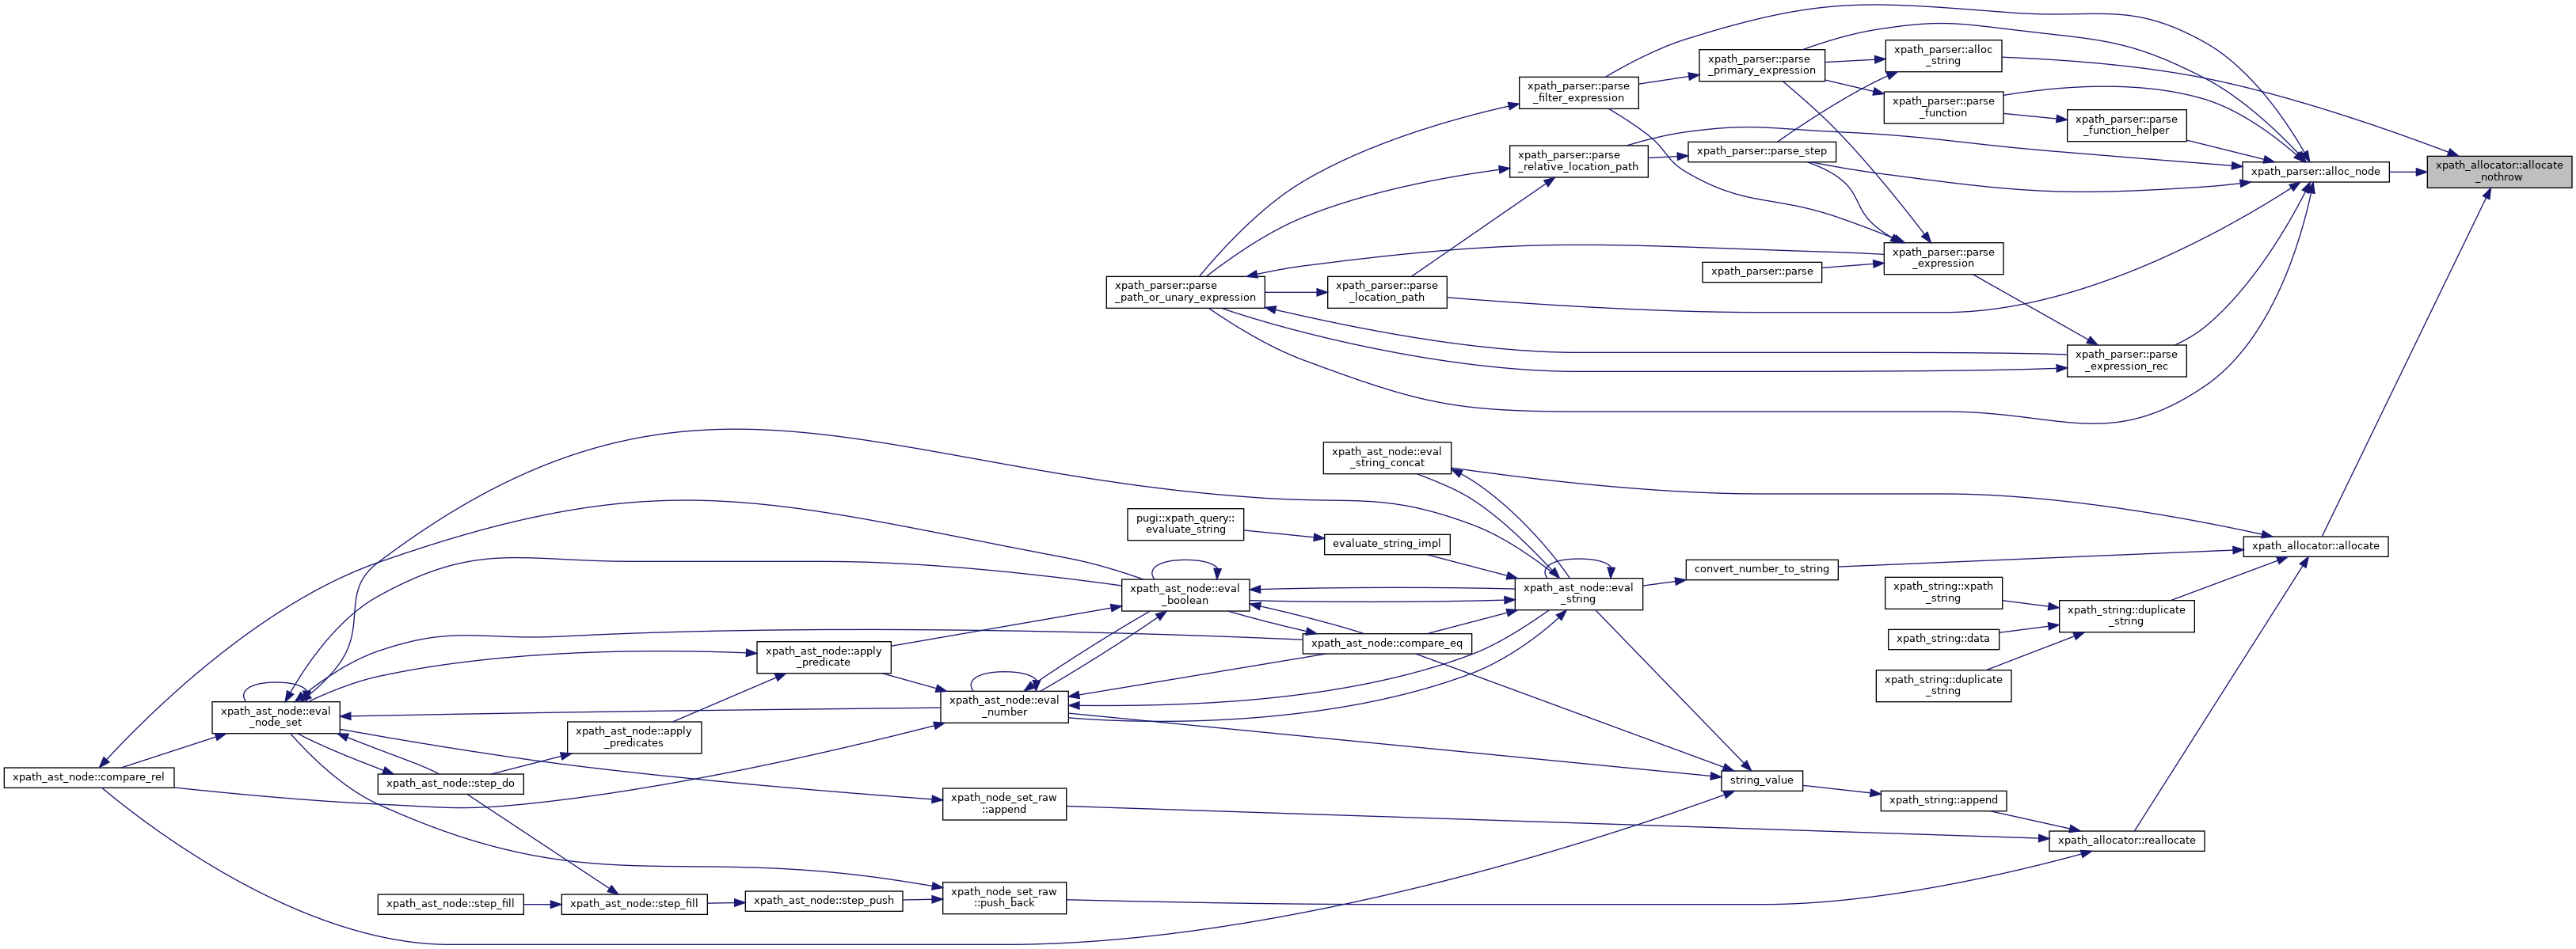 xpath_parser::alloc
_string
xpath_parser::parse
_primary_expression
xpath_parser::parse
_filter_expression
xpath_parser::parse
_function
xpath_parser::parse
_function_helper
xpath_parser::parse_step
xpath_parser::parse
_relative_location_path
xpath_parser::alloc_node
xpath_allocator::allocate
_nothrow
xpath_parser::parse
_expression
xpath_parser::parse
xpath_parser::parse
_path_or_unary_expression
xpath_parser::parse
_location_path
xpath_parser::parse
_expression_rec
xpath_ast_node::eval
_string_concat
pugi::xpath_query::
evaluate_string
evaluate_string_impl
xpath_allocator::allocate
convert_number_to_string
xpath_ast_node::eval
_boolean
xpath_ast_node::eval
_string
xpath_string::xpath
_string
xpath_string::duplicate
_string
xpath_string::data
xpath_ast_node::compare_eq
xpath_ast_node::apply
_predicate
xpath_string::duplicate
_string
xpath_ast_node::eval
_number
xpath_ast_node::eval
_node_set
xpath_ast_node::apply
_predicates
xpath_ast_node::compare_rel
xpath_ast_node::step_do
string_value
xpath_node_set_raw
::append
xpath_string::append
xpath_allocator::reallocate
xpath_ast_node::step_fill
xpath_ast_node::step_fill
xpath_ast_node::step_push
xpath_node_set_raw
::push_back